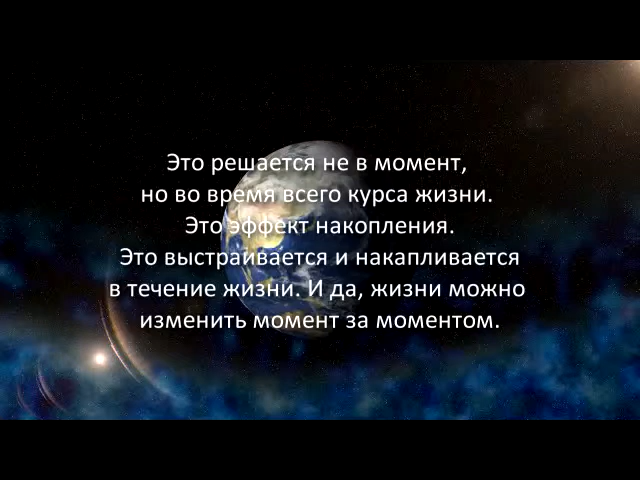 Это решается не в момент,
но во время всего курса жизни.
Это эффект накопления.
Это выстраивается и накапливается
в течение жизни. И да, жизни можно
изменить момент за моментом.